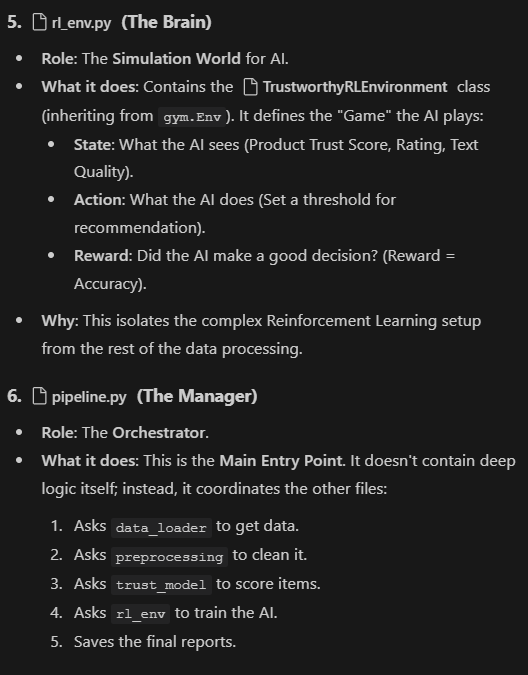 5. rl_env.py (The Brain)
• Role: The Simulation World for AI.
• What it does: Contains the TrustworthyRLEnvironment class
(inheriting from gym.Env). It defines the "Game" the AI plays:
• State: What the AI sees (Product Trust Score, Rating, Text
Quality).
• Action: What the AI does (Set a threshold for
recommendation).
• Reward: Did the AI make a good decision? (Reward =
Accuracy).
• Why: This isolates the complex Reinforcement Learning setup
from the rest of the data processing.
6. pipeline.py (The Manager)
• Role: The Orchestrator.
• What it does: This is the Main Entry Point. It doesn't contain deep
logic itself; instead, it coordinates the other files:
1. Asks data_loader to get data.
2. Asks preprocessing to clean it.
3. Asks trust_model to score items.
4. Asks rl_env to train the AI.
5. Saves the final reports.